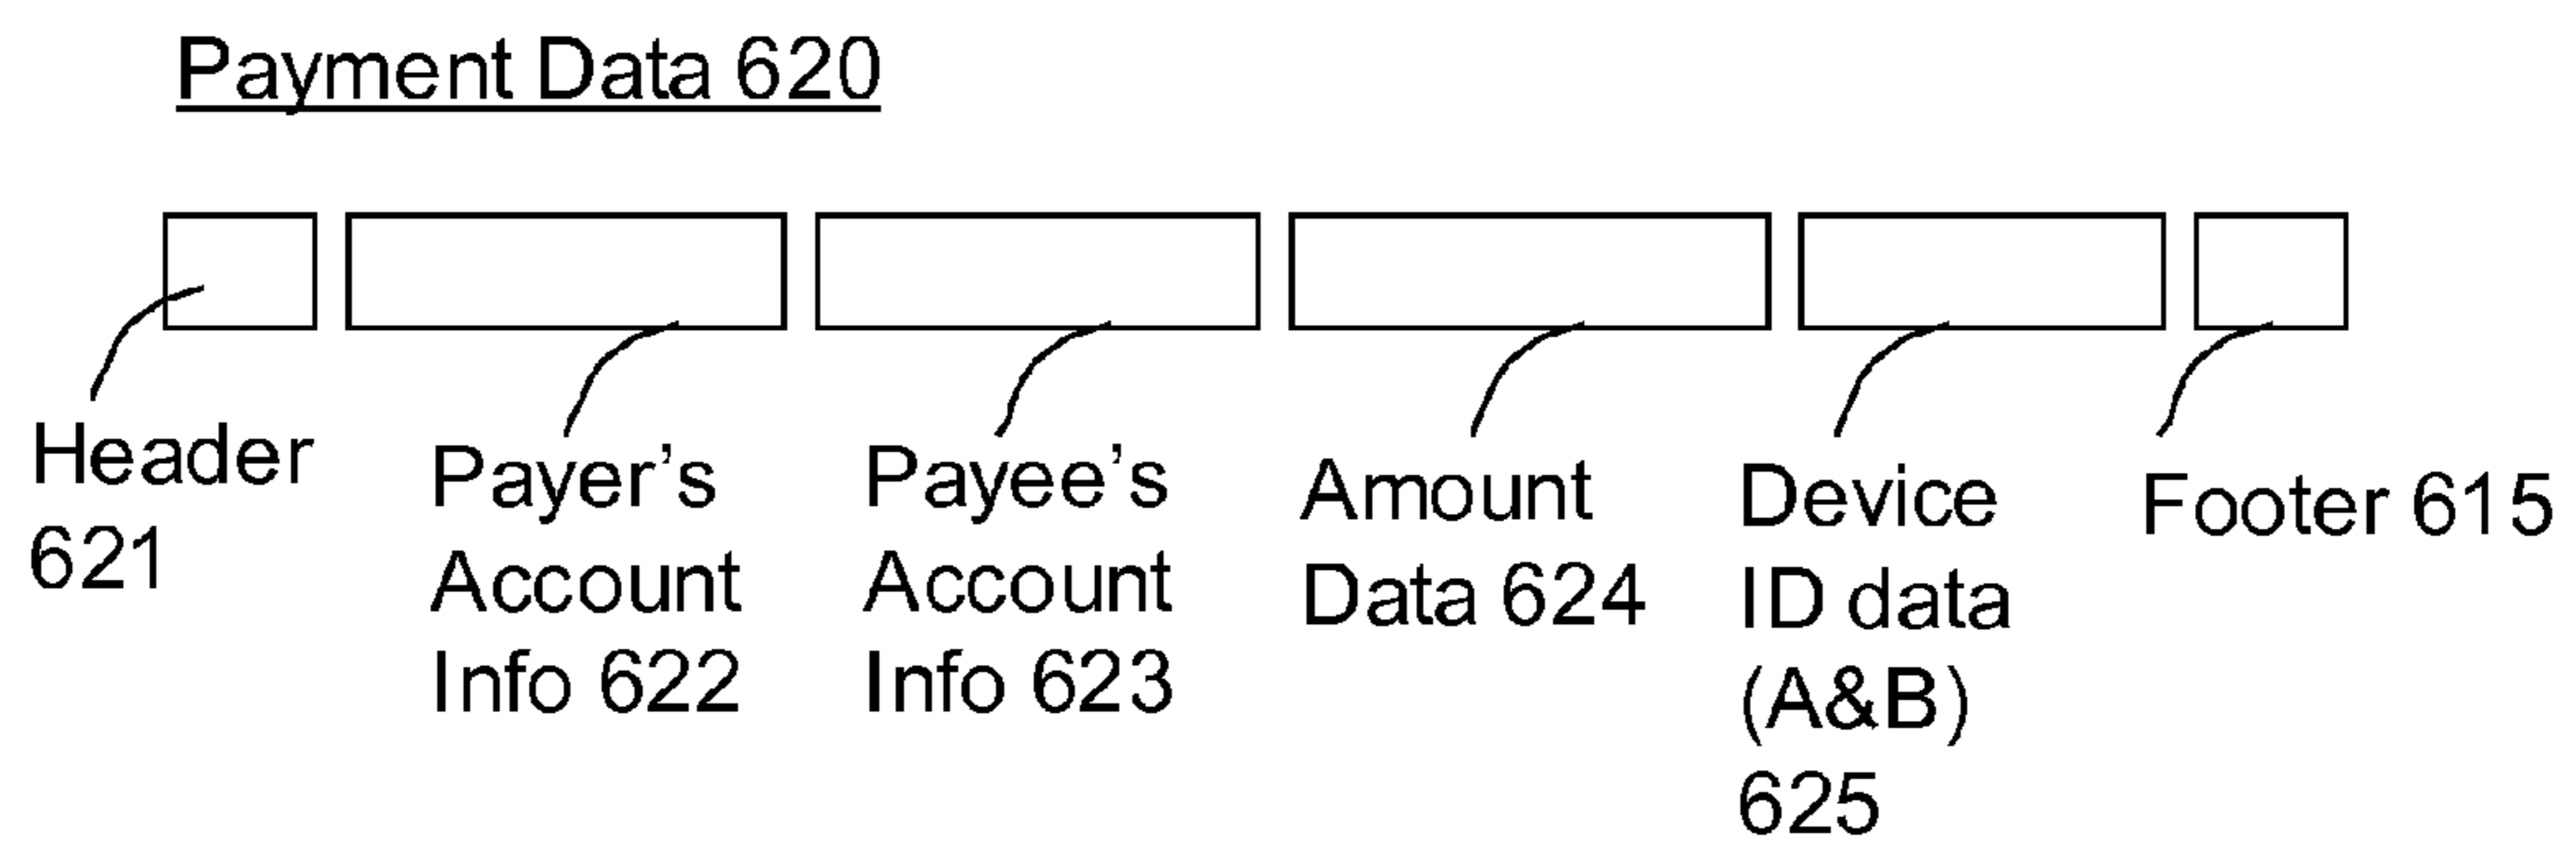 Payment Data 620
Header
621
Payer’s
Account
Info 622
Payee’s
Account
Info 623
Amount
Data 624
Device
ID data
(A&B)
625
Footer 615